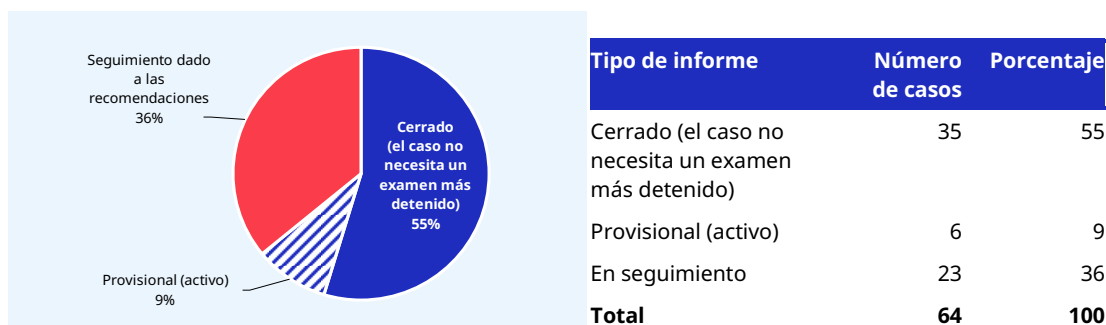 Seguimiento dado
a las
recomendaciones
36%
Cerrado
(el caso no
necesita un
examen más
detenido)
55%
Provisional (activo)
9%
Tipo de informe Número de casos Porcentaje
Cerrado (el caso no 35 55
necesita un examen
más detenido)
Provisional (activo) 6 9
En seguimiento 23 36
Total 64 100